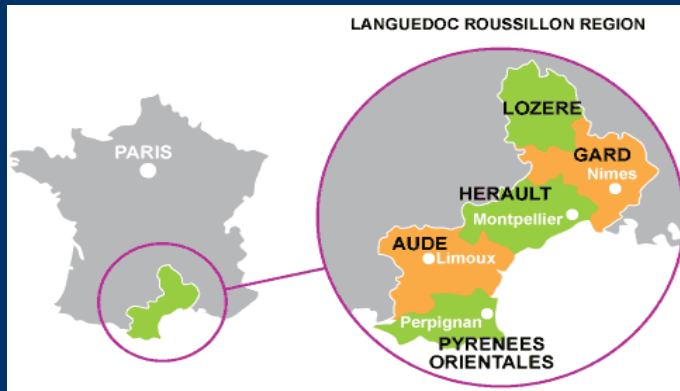 LANGUEDOC ROUSSILLON REGION
PARIS
LOZERE
GARD
Nimes
HERAULT
Montpellier
AUDE
Limoux
Perpignan
PYRENEES
ORIENTALES